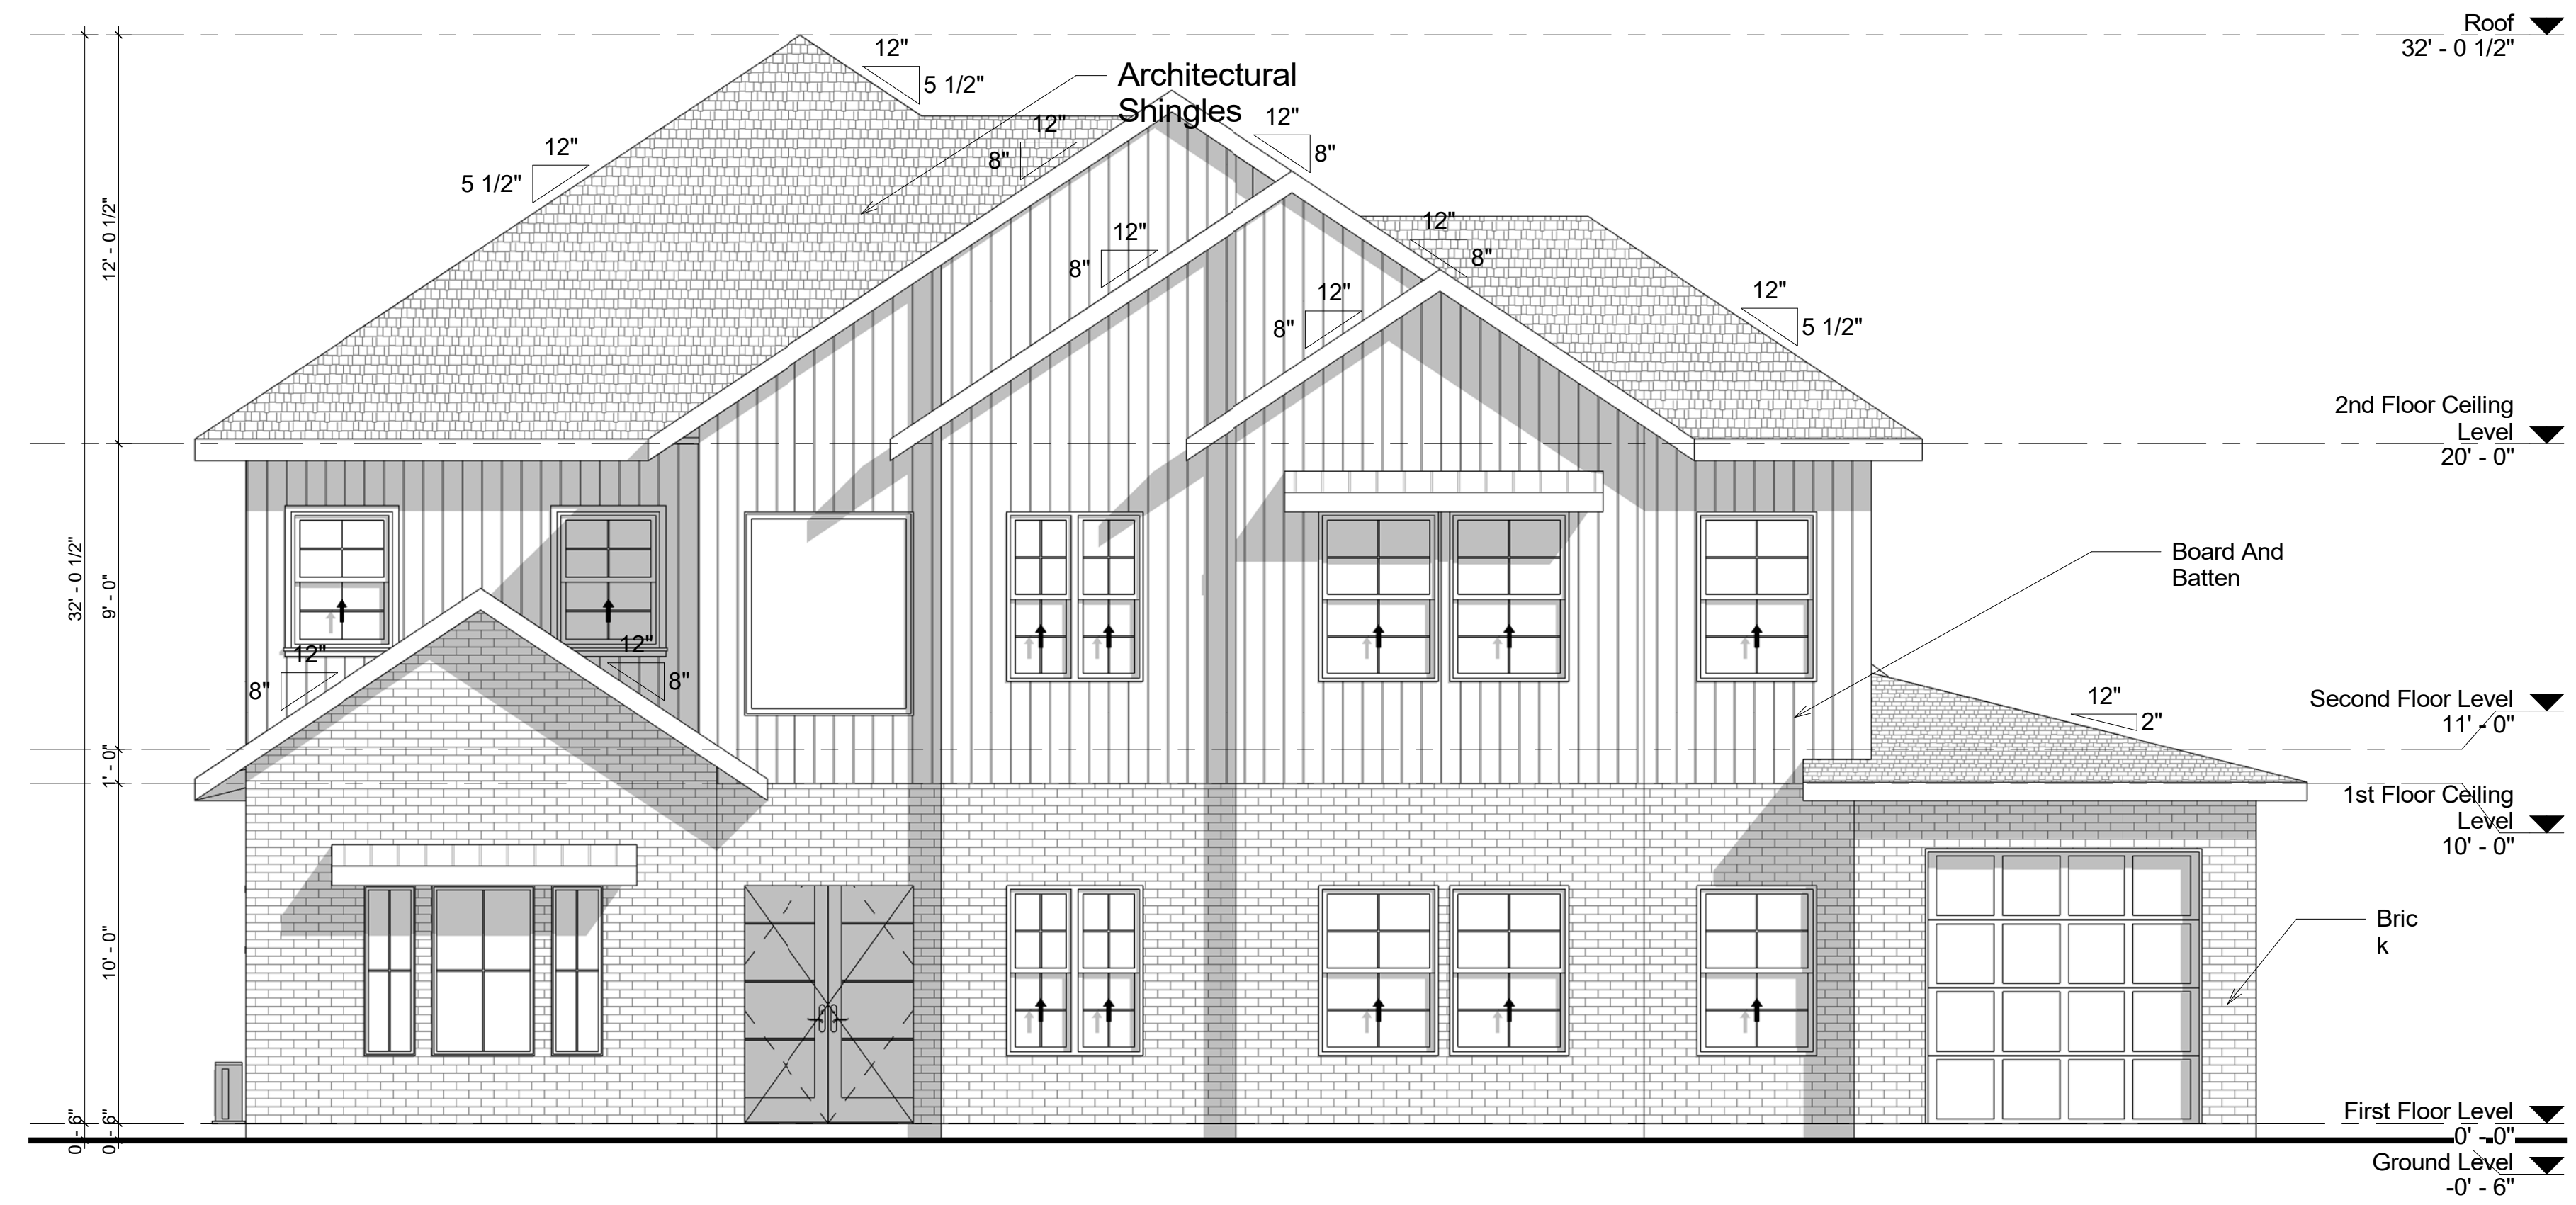 Roof
32' - 0 1/2"
12"
5 1/2"
Architectural
Shingles
12"
8"
12"
8"
12"
5 1/2"
12"
8"
12"
8"
12"
8"
12"
5 1/2"
2nd Floor Ceiling
Level
20' - 0"
12' - 0 1/2"
32' - 0 1/2"
9' - 0"
Board And
Batten
12"
8"
12"
8"
12"
2"
Second Floor Level
11' - 0"
1' - 0"
1st Floor Ceiling
Level
10' - 0"
Bric
k
10' - 0"
First Floor Level
0' - 0"
0' - 6"
0' - 6"
Ground Level
-0' - 6"